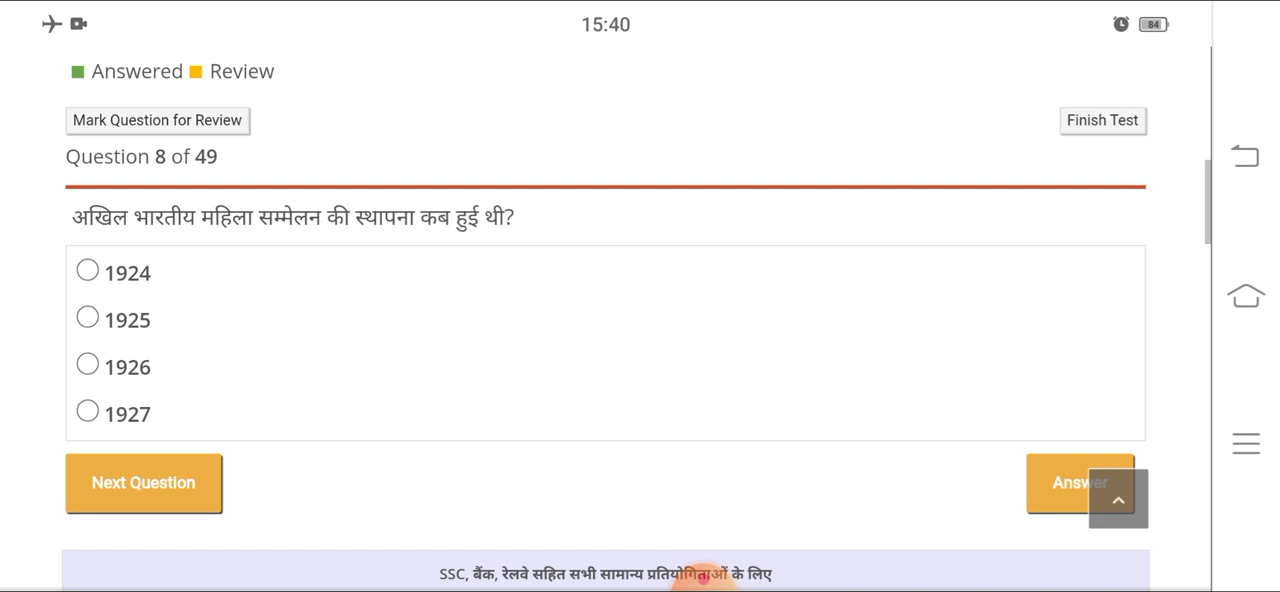 15:40
84
Answered Review
Mark Question for Review
Finish Test
Question 8 of 49
अखिल भारतीय महिला सम्मेलन की स्थापना कब हुई थी?
1924
1925
1926
1927
Next Question
Answer
SSC, बैंक, रेलवे सहित सभी सामान्य प्रतियोगिताओं के लिए